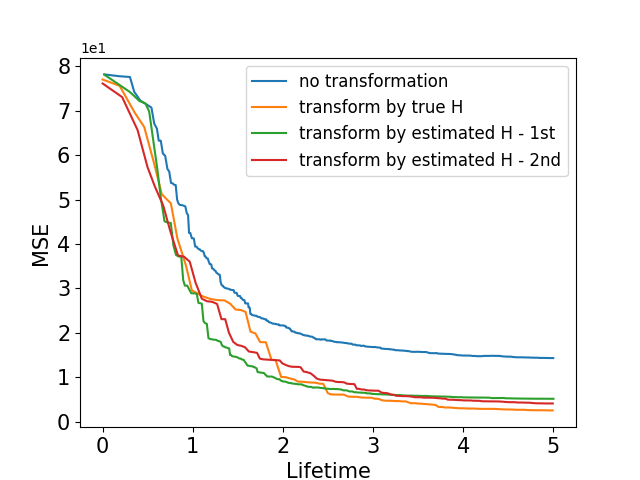 1e1
no transformation
transform by true H
transform by estimated H - 1st
transform by estimated H - 2nd
8
7
6
5
4
3
2
1
0
MSE
0 1 2 3 4 5
Lifetime